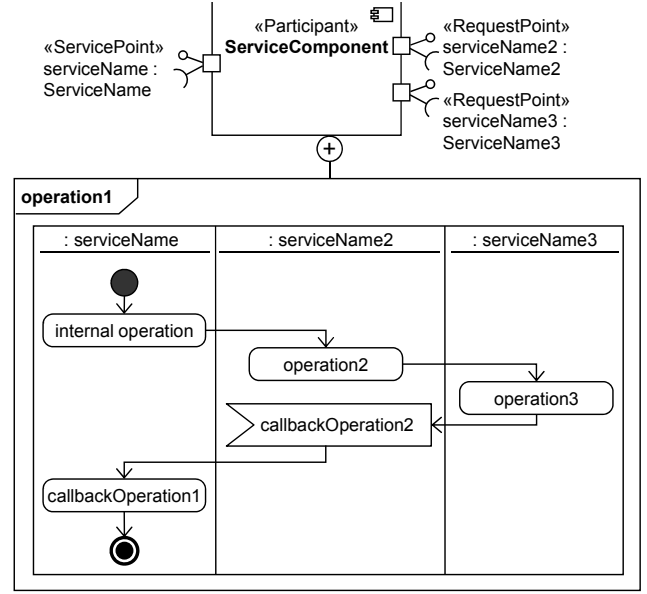 «Participant»
ServiceComponent
«ServicePoint»
serviceName :
ServiceName
«RequestPoint»
serviceName2 :
ServiceName2
«RequestPoint»
serviceName3 :
ServiceName3
+
operation1
: serviceName
: serviceName2
: serviceName3
internal operation
operation2
operation3
callbackOperation2
callbackOperation1